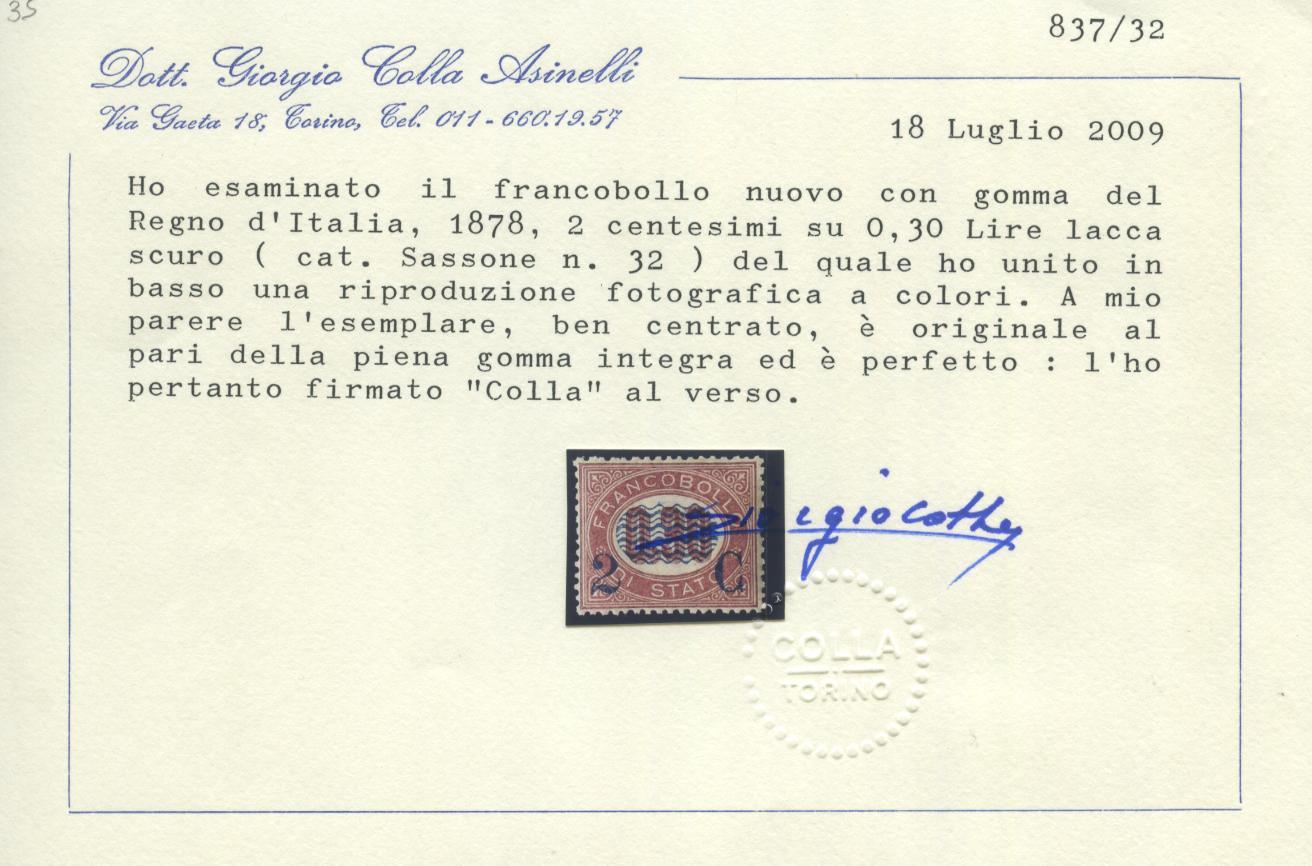 35
837/32
Dott. Giorgio Colla Asinelli
Via Gaeta 18, Torino, Tel. 011 - 660.19.57
18 Luglio 2009
Ho esaminato il francobollo nuovo con gomma del
Regno d'Italia, 1878, 2 centesimi su 0,30 Lire lacca
scuro ( cat. Sassone n. 32 ) del quale ho unito in
basso una riproduzione fotografica a colori. A mio
parere l'esemplare, ben centrato, è originale al
pari della piena gomma integra ed è perfetto : l'ho
pertanto firmato "Colla" al verso.
FRANCOBOLL
2 C
DI STATO
giorgio colla
COLLA
TORINO